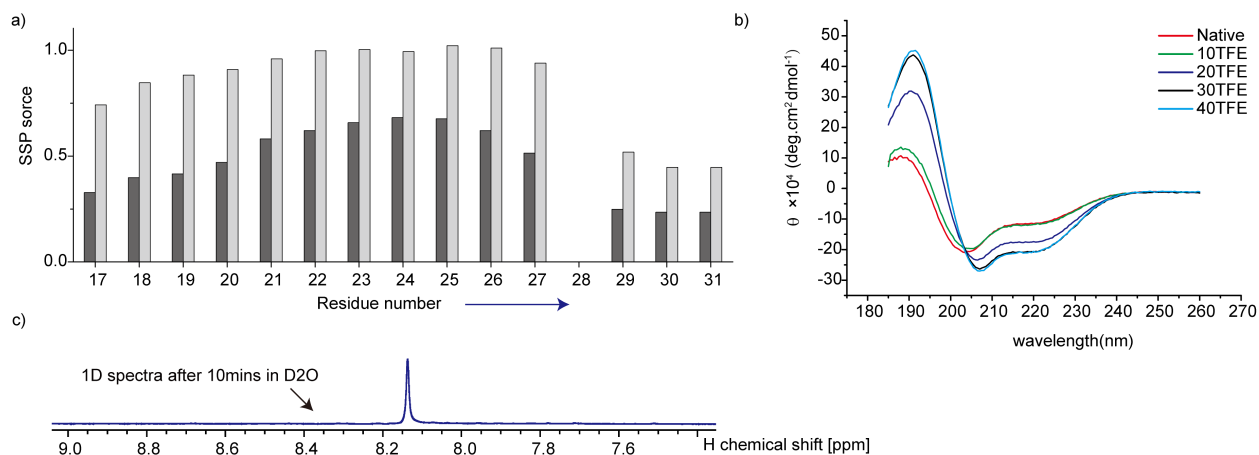 a)
1.0
0.5
0.0
SSP sorce
17 18 19 20 21 22 23 24 25 26 27 28 29 30 31
Residue number
b)
50
40
30
20
10
0
-10
-20
-30
θ ×10⁴ (deg.cm² dmol⁻¹)
180 190 200 210 220 230 240 250 260 270
wavelength(nm)
Native
10TFE
20TFE
30TFE
40TFE
c)
1D spectra after 10mins in D2O
9.0 8.8 8.6 8.4 8.2 8.0 7.8 7.6
H chemical shift [ppm]